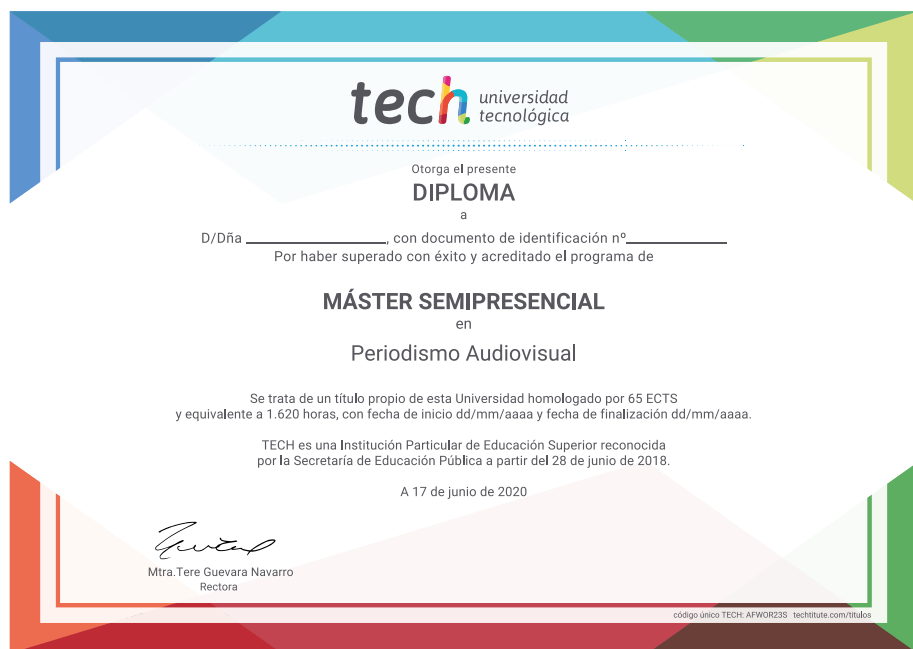 tech universidad
tecnológica
Otorga el presente
DIPLOMA
a
D/Dña ____________________, con documento de identificación nº______________
Por haber superado con éxito y acreditado el programa de
MÁSTER SEMIPRESENCIAL
en
Periodismo Audiovisual
Se trata de un título propio de esta Universidad homologado por 65 ECTS
y equivalente a 1.620 horas, con fecha de inicio dd/mm/aaaa y fecha de finalización dd/mm/aaaa.
TECH es una Institución Particular de Educación Superior reconocida
por la Secretaría de Educación Pública a partir del 28 de junio de 2018.
A 17 de junio de 2020
Mtra.Tere Guevara Navarro
Rectora
código único TECH: AFWOR23S techtitute.com/titulos